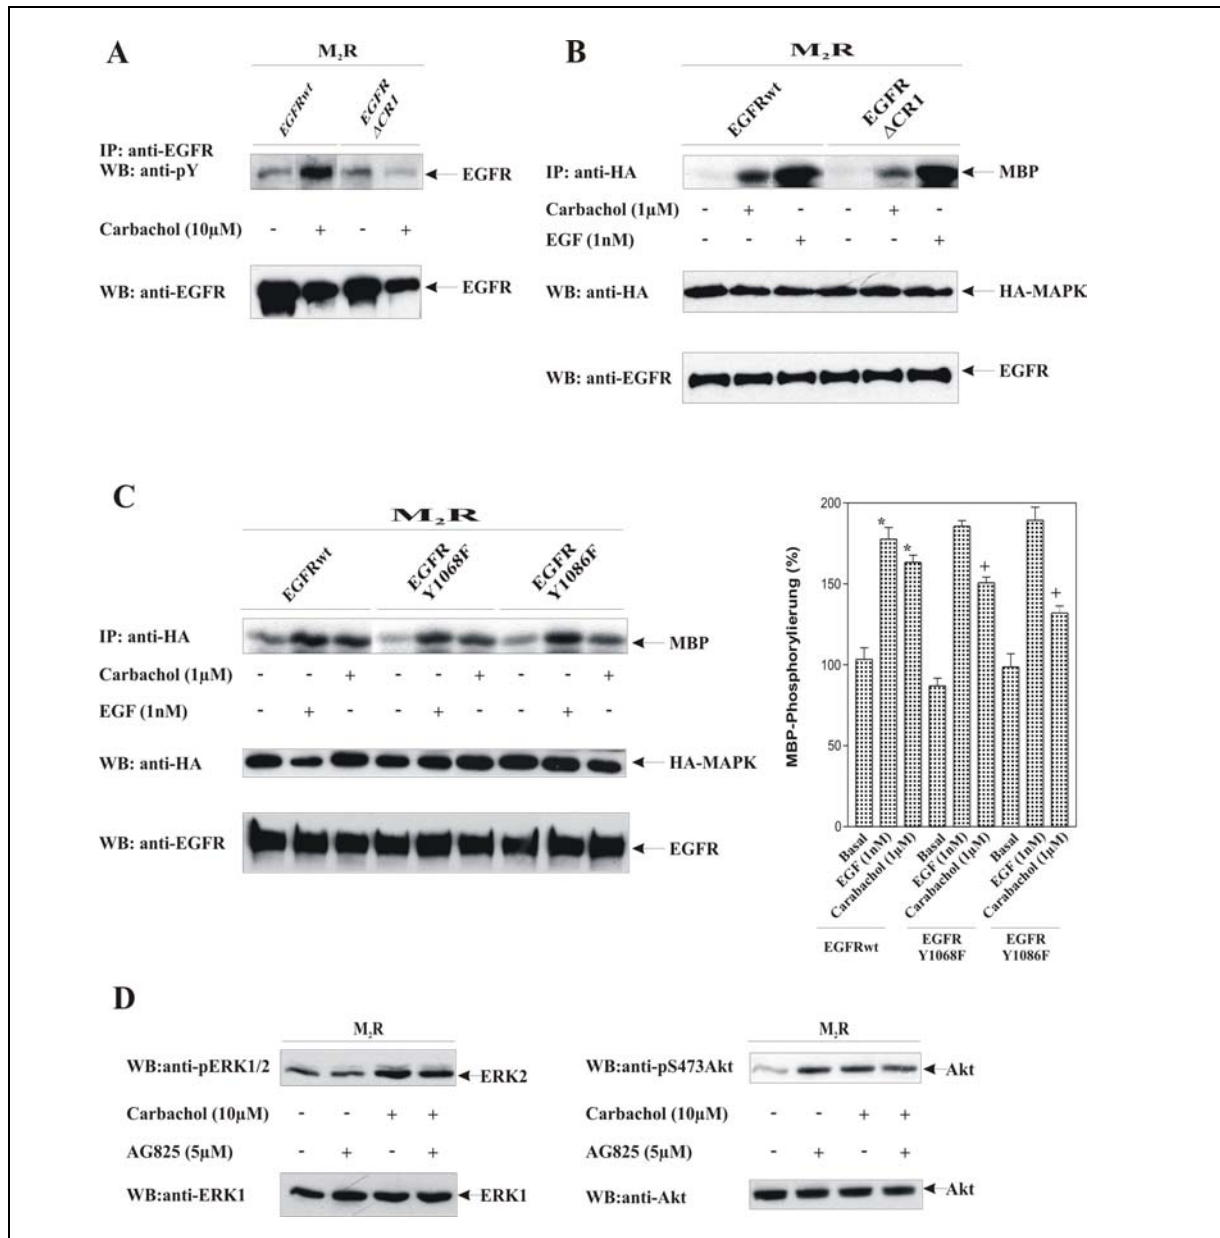 A
M₂R
EGFRwt
EGFR
ΔCR1
IP: anti-EGFR
WB: anti-pY
EGFR
Carbachol (10µM)
- + - +
WB: anti-EGFR
EGFR
B
M₂R
EGFRwt
EGFR
ΔCR1
IP: anti-HA
MBP
Carbachol (1µM)
- + - - + -
EGF (1nM)
- - + - - +
WB: anti-HA
HA-MAPK
WB: anti-EGFR
EGFR
C
M₂R
EGFRwt
EGFR
Y1068F
EGFR
Y1086F
IP: anti-HA
MBP
Carbachol (1µM)
- - + - - + - - +
EGF (1nM)
- + - - + - - + -
WB: anti-HA
HA-MAPK
WB: anti-EGFR
EGFR
MBP-Phosphorylierung (%)
200
150
100
50
0
* * + +
Basal
EGF (1nM)
Carabachol (1µM)
Basal
EGF (1nM)
Carabachol (1µM)
Basal
EGF (1nM)
Carabachol (1µM)
EGFRwt
EGFR
Y1068F
EGFR
Y1086F
D
M₂R
WB:anti-pERK1/2
ERK2
Carbachol (10µM)
- - + +
AG825 (5µM)
- + - +
WB:anti-ERK1
ERK1
M₂R
WB:anti-pS473Akt
Akt
Carbachol (10µM)
- - + +
AG825 (5µM)
- + - +
WB:anti-Akt
Akt